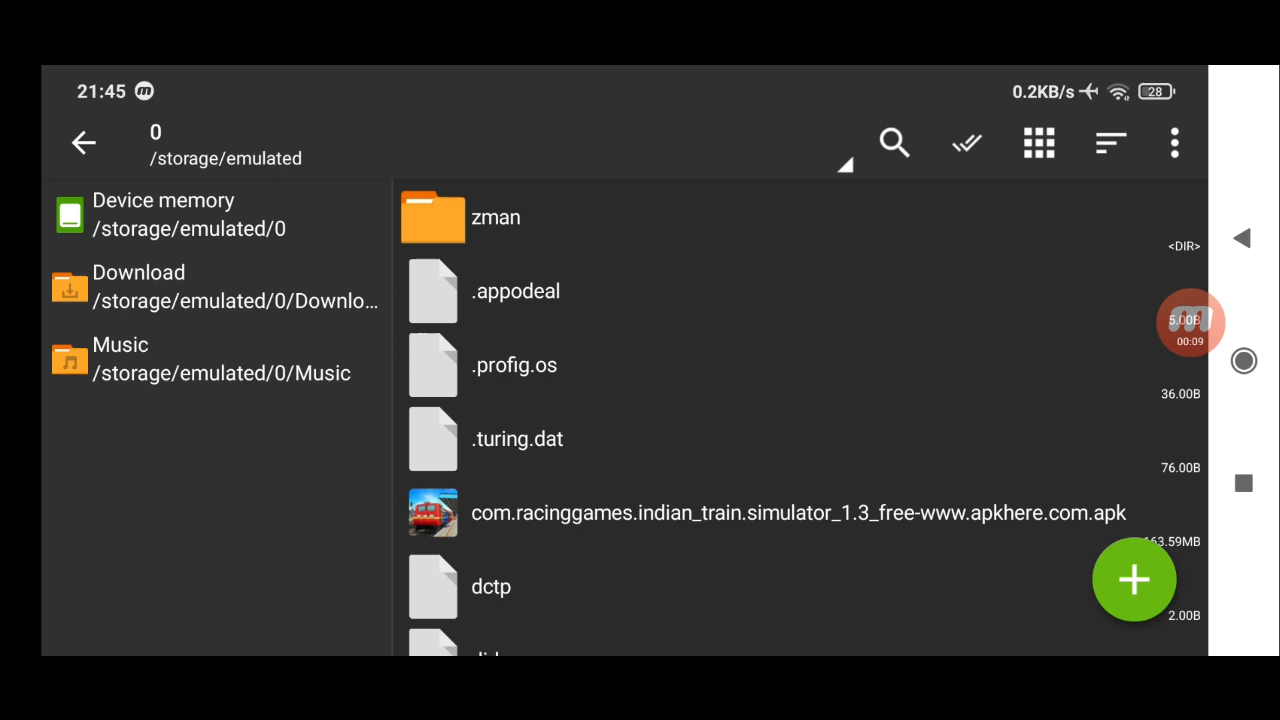 21:45
0.2KB/s
28
0
/storage/emulated
Device memory
/storage/emulated/0
Download
/storage/emulated/0/Downlo...
Music
/storage/emulated/0/Music
zman
<DIR>
.appodeal
5.00B
00:09
.profig.os
36.00B
.turing.dat
76.00B
com.racinggames.indian_train.simulator_1.3_free-www.apkhere.com.apk
163.59MB
dctp
2.00B